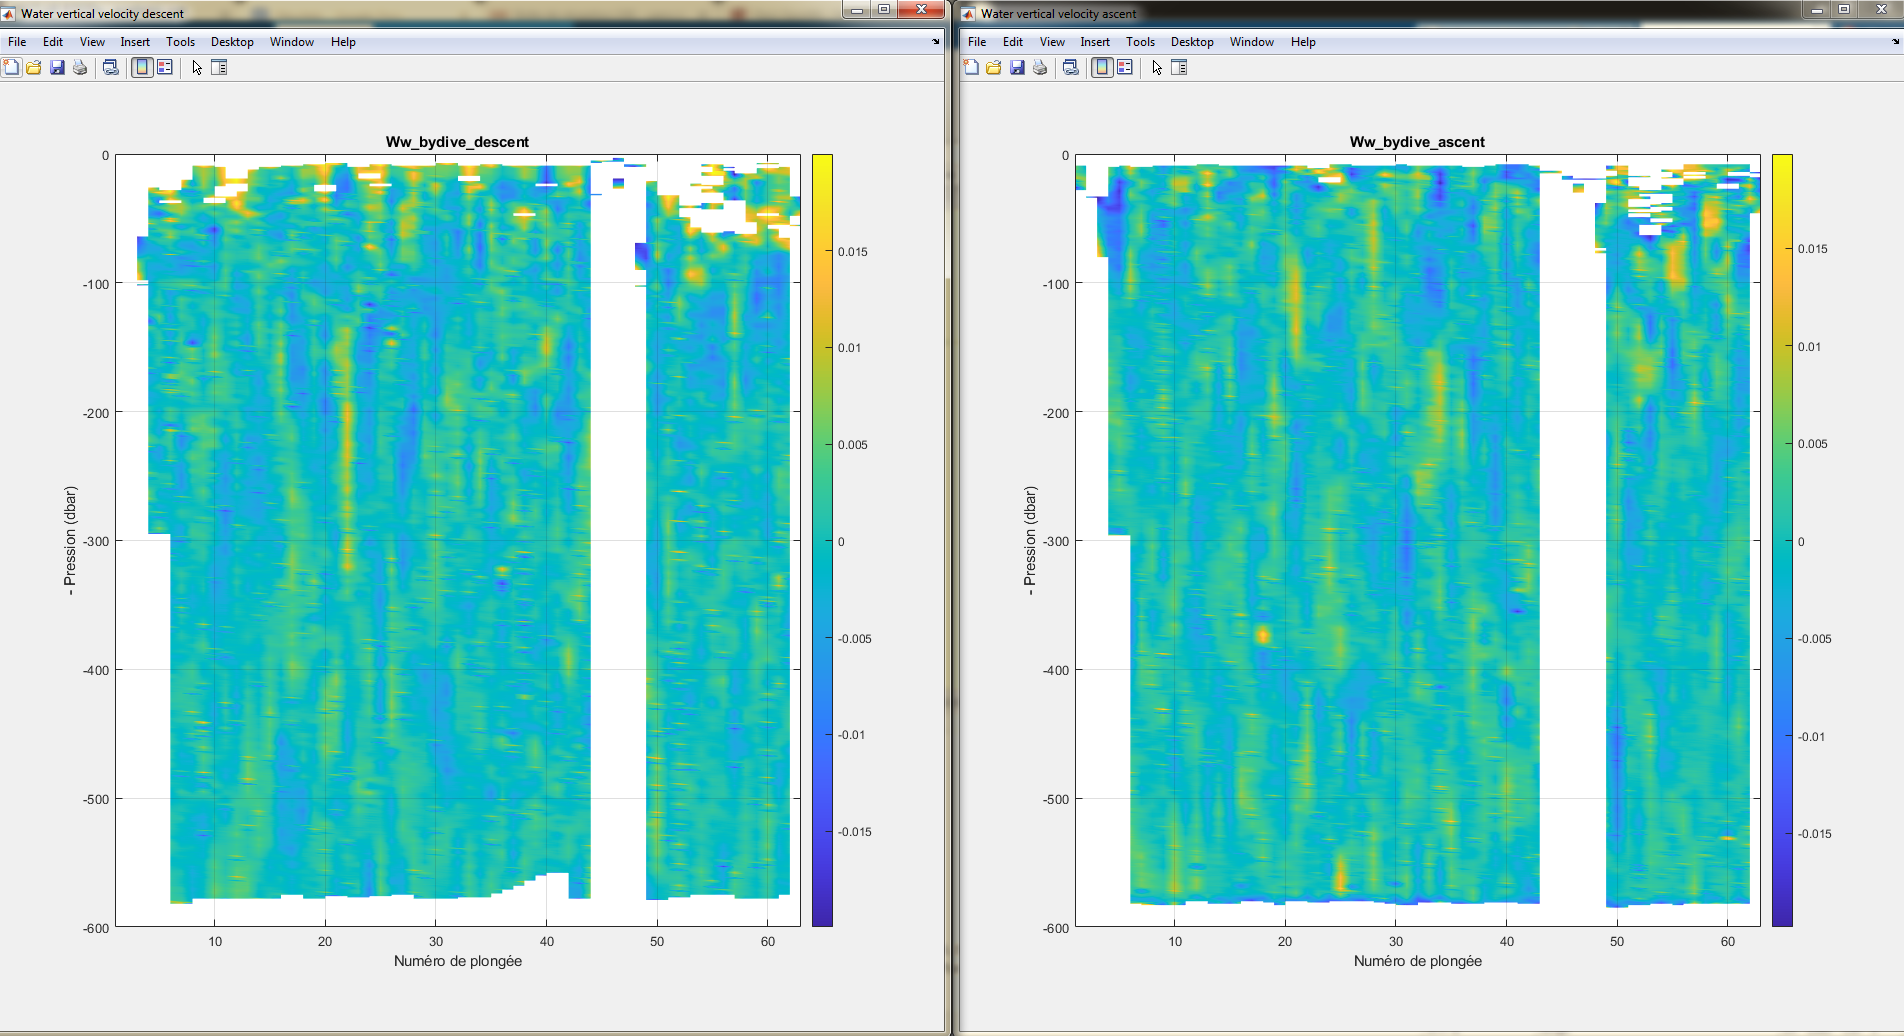 Water vertical velocity descent
File Edit View Insert Tools Desktop Window Help
Ww_bydive_descent
0
-100
-200
-300
-400
-500
-600
- Pression (dbar)
10 20 30 40 50 60
Numéro de plongée
0.015
0.01
0.005
0
-0.005
-0.01
-0.015
Water vertical velocity ascent
File Edit View Insert Tools Desktop Window Help
Ww_bydive_ascent
0
-100
-200
-300
-400
-500
-600
- Pression (dbar)
10 20 30 40 50 60
Numéro de plongée
0.015
0.01
0.005
0
-0.005
-0.01
-0.015